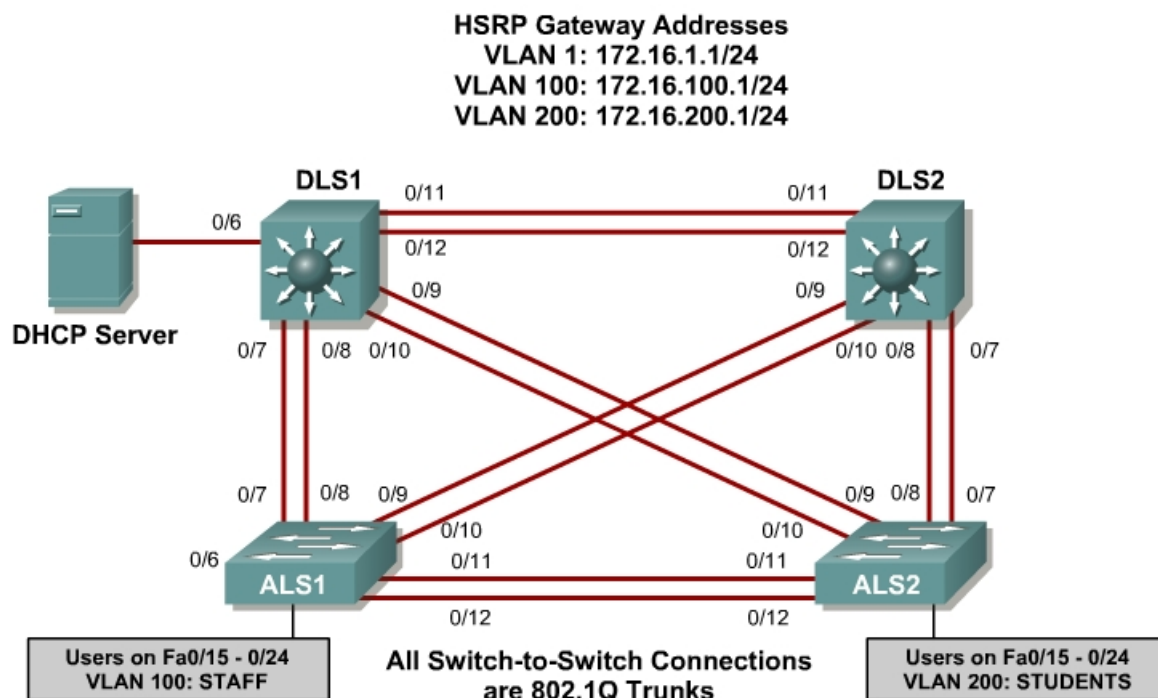 HSRP Gateway Addresses
VLAN 1: 172.16.1.1/24
VLAN 100: 172.16.100.1/24
VLAN 200: 172.16.200.1/24
DLS1
DLS2
0/11
0/11
0/6
0/12
0/12
0/9
0/9
DHCP Server
0/7
0/8
0/10
0/10
0/8
0/7
0/7
0/8
0/9
0/9
0/8
0/7
0/10
0/10
0/6
0/11
0/11
ALS1
ALS2
0/12
0/12
Users on Fa0/15 - 0/24
VLAN 100: STAFF
All Switch-to-Switch Connections
are 802.1Q Trunks
Users on Fa0/15 - 0/24
VLAN 200: STUDENTS